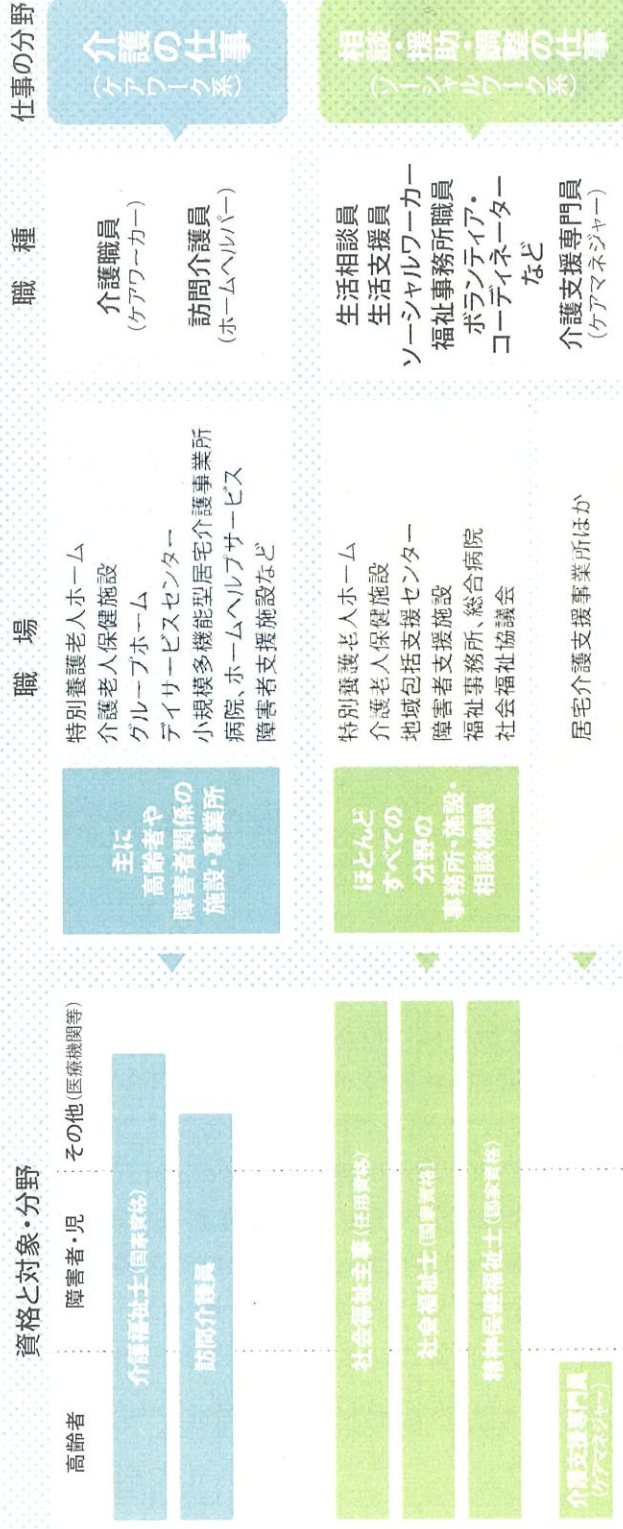 資格と対象・分野
職場
職種
仕事の分野
高齢者
障害者・児
その他(医療機関等)
介護福祉士(国家資格)
訪問介護員
主に
高齢者や
障害者関係の
施設・事業所
特別養護老人ホーム
介護老人保健施設
グループホーム
デイサービスセンター
小規模多機能型居宅介護事業所
病院、ホームヘルプサービス
障害者支援施設など
介護職員
(ケアワーカー)
訪問介護員
(ホームヘルパー)
介護の仕事
(ケアワーク系)
社会福祉主事(任用資格)
社会福祉士(国家資格)
精神保健福祉士(国家資格)
ほとんど
すべての
分野の
事務所・施設・
相談機関
特別養護老人ホーム
介護老人保健施設
地域包括支援センター
障害者支援施設
福祉事務所、総合病院
社会福祉協議会
生活相談員
生活支援員
ソーシャルワーカー
福祉事務所職員
ボランティア・
コーディネーター
など
相談・援助・調整の仕事
(ソーシャルワーク系)
介護支援専門員
(ケアマネジャー)
居宅介護支援事業所ほか
介護支援専門員
(ケアマネジャー)